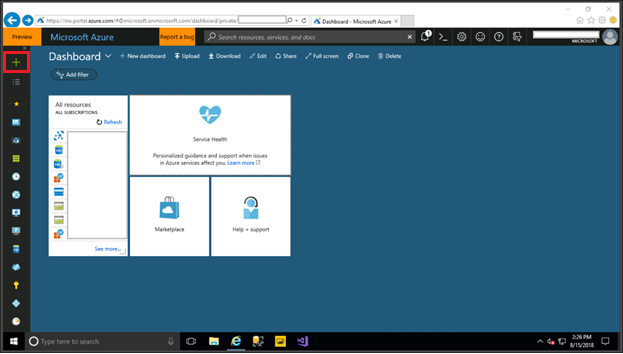 https://ms.portal.azure.com/#@microsoft.onmicrosoft.com/dashboard/private/
Dashboard - Microsoft Azure
Preview
Microsoft Azure
Report a bug
Search resources, services, and docs
1
MICROSOFT
Dashboard
New dashboard
Upload
Download
Edit
Share
Full screen
Clone
Delete
Add filter
All resources
ALL SUBSCRIPTIONS
Refresh
See more...
Service Health
Personalized guidance and support when issues
in Azure services affect you. Learn more
Marketplace
Help + support
Type here to search
2:26 PM
8/15/2018